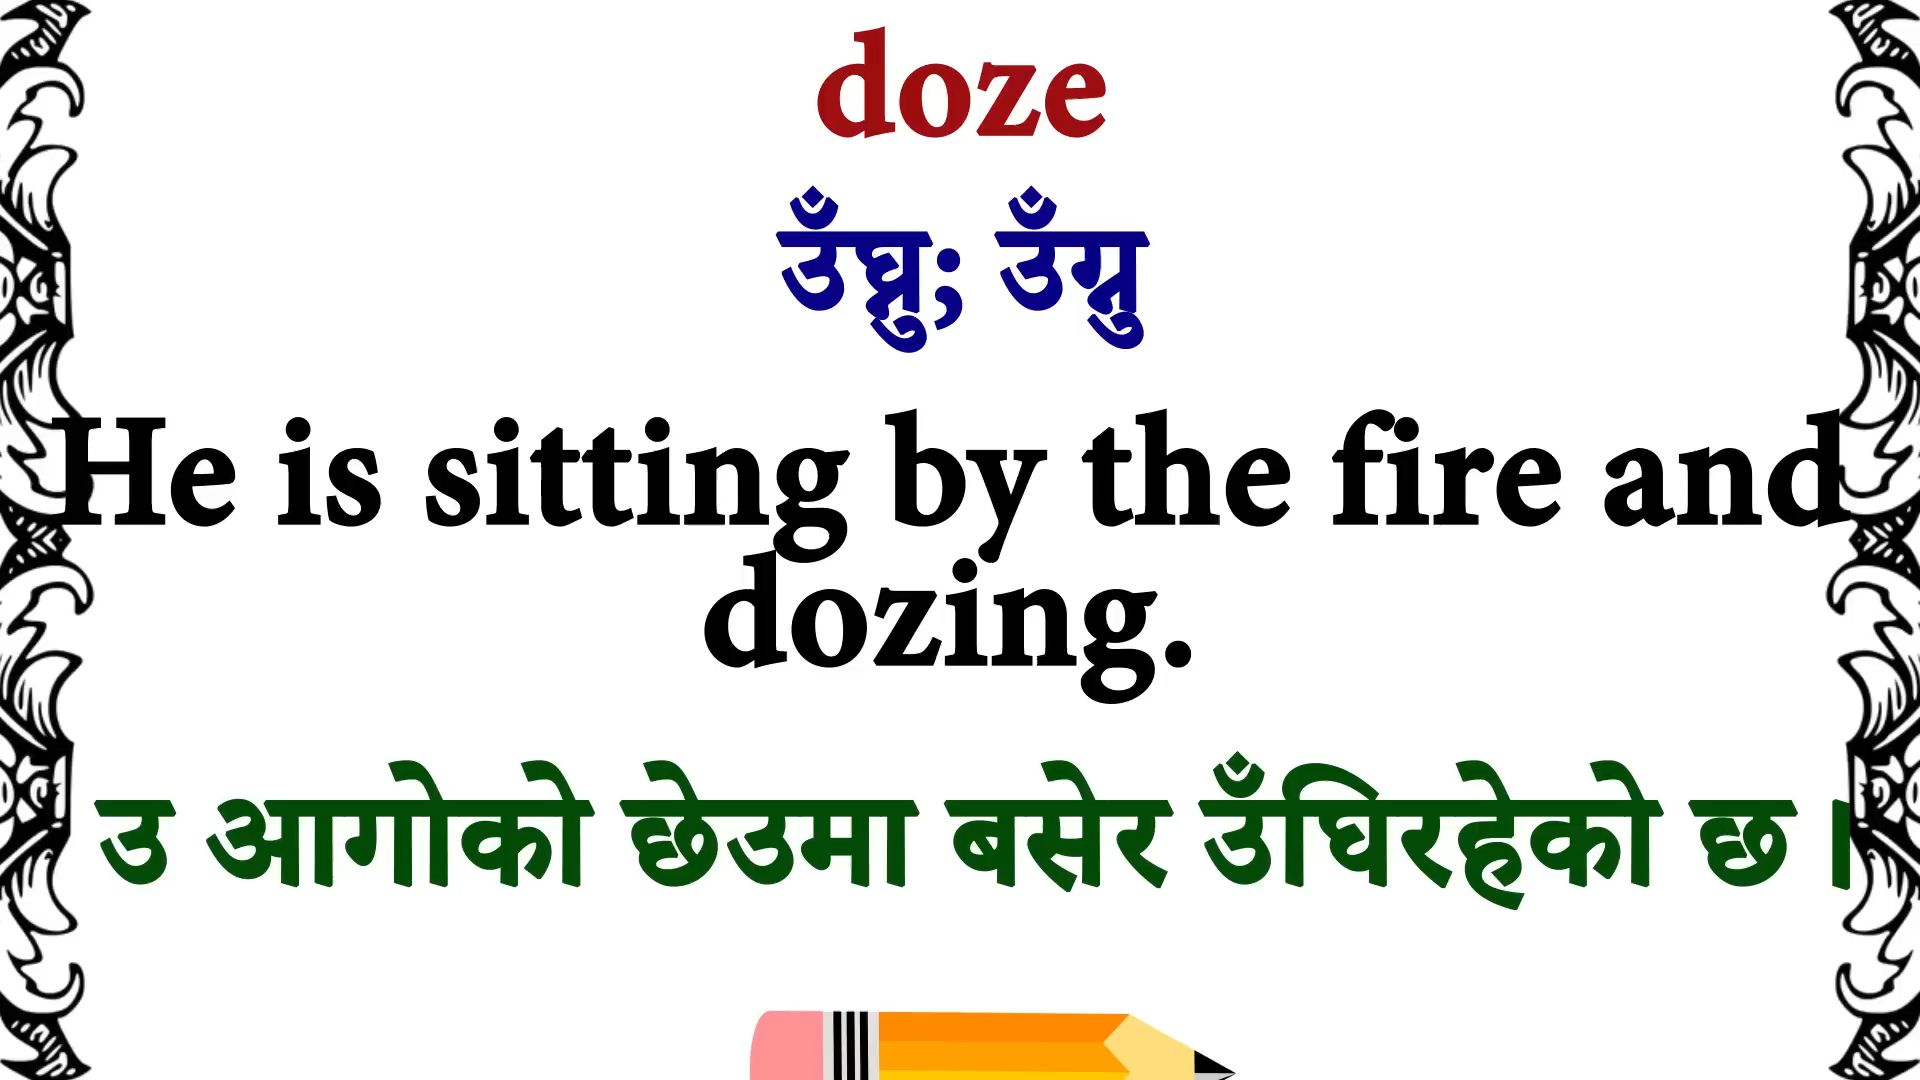 doze
उँघ्नु; उँग्नु
He is sitting by the fire and
dozing.
उ आगोको छेउमा बसेर उँघिरहेको छ ।